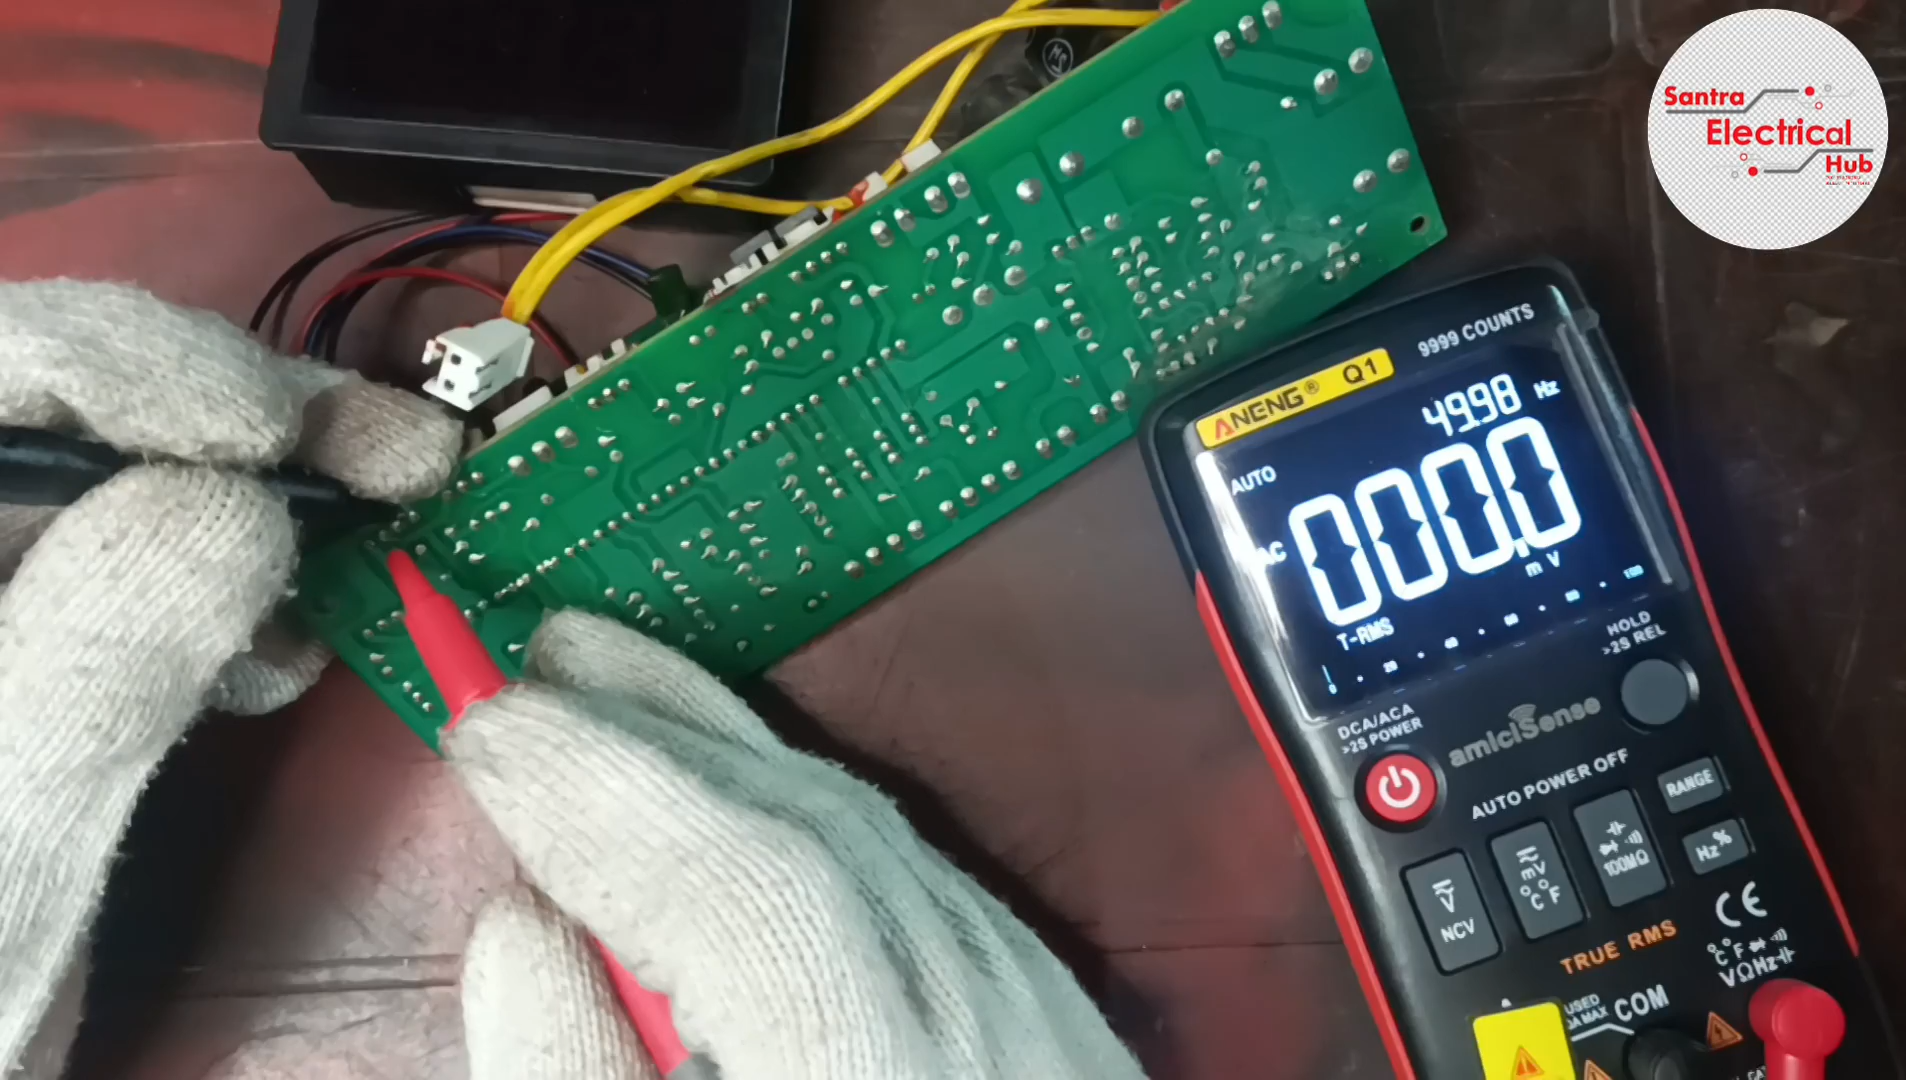 Santra
Electrical
Hub
9999 COUNTS
ANENG® Q1
49.98 Hz
AUTO
AC
000.0
mV
T-RMS
HOLD
>2S REL
DCA/ACA
>2S POWER
amiciSense
AUTO POWER OFF
RANGE
Hz%
V
NCV
mV
°C°F
100MΩ
CE
TRUE RMS
°C°F
VΩHz
COM